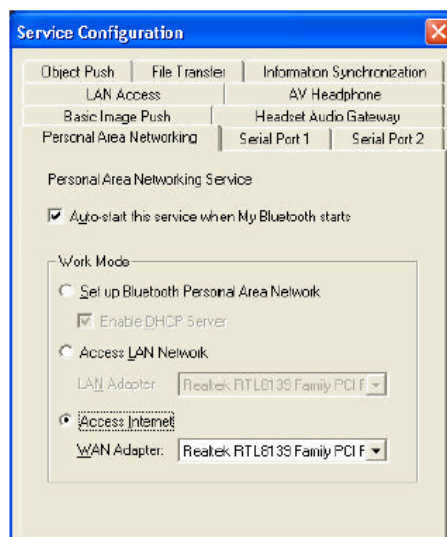 Service Configuration
Object Push File Transfer Information Synchronization
LAN Access AV Headphone
Basic Image Push Headset Audio Gateway
Personal Area Networking Serial Port 1 Serial Port 2
Personal Area Networking Service
Auto-start this service when My Bluetooth starts
Work Mode
Set up Bluetooth Personal Area Network
Enable DHCP Server
Access LAN Network
LAN Adapter Realtek RTL8139 Family PCI F
Access Internet
WAN Adapter: Realtek RTL8139 Family PCI F